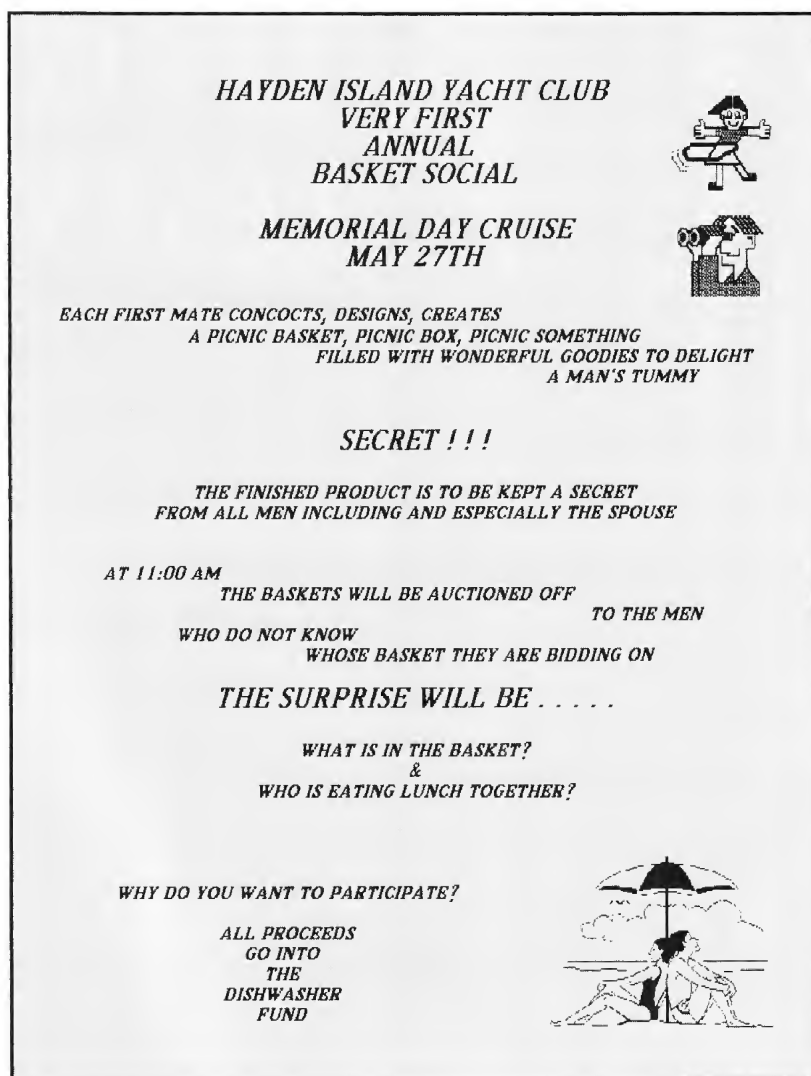 HAYDEN ISLAND YACHT CLUB
VERY FIRST
ANNUAL
BASKET SOCIAL
MEMORIAL DAY CRUISE
MAY 27TH
EACH FIRST MATE CONCOCTS, DESIGNS, CREATES
A PICNIC BASKET, PICNIC BOX, PICNIC SOMETHING
FILLED WITH WONDERFUL GOODIES TO DELIGHT
A MAN'S TUMMY
SECRET ! ! !
THE FINISHED PRODUCT IS TO BE KEPT A SECRET
FROM ALL MEN INCLUDING AND ESPECIALLY THE SPOUSE
AT 11:00 AM
THE BASKETS WILL BE AUCTIONED OFF
TO THE MEN
WHO DO NOT KNOW
WHOSE BASKET THEY ARE BIDDING ON
THE SURPRISE WILL BE . . . . .
WHAT IS IN THE BASKET?
&
WHO IS EATING LUNCH TOGETHER?
WHY DO YOU WANT TO PARTICIPATE?
ALL PROCEEDS
GO INTO
THE
DISHWASHER
FUND